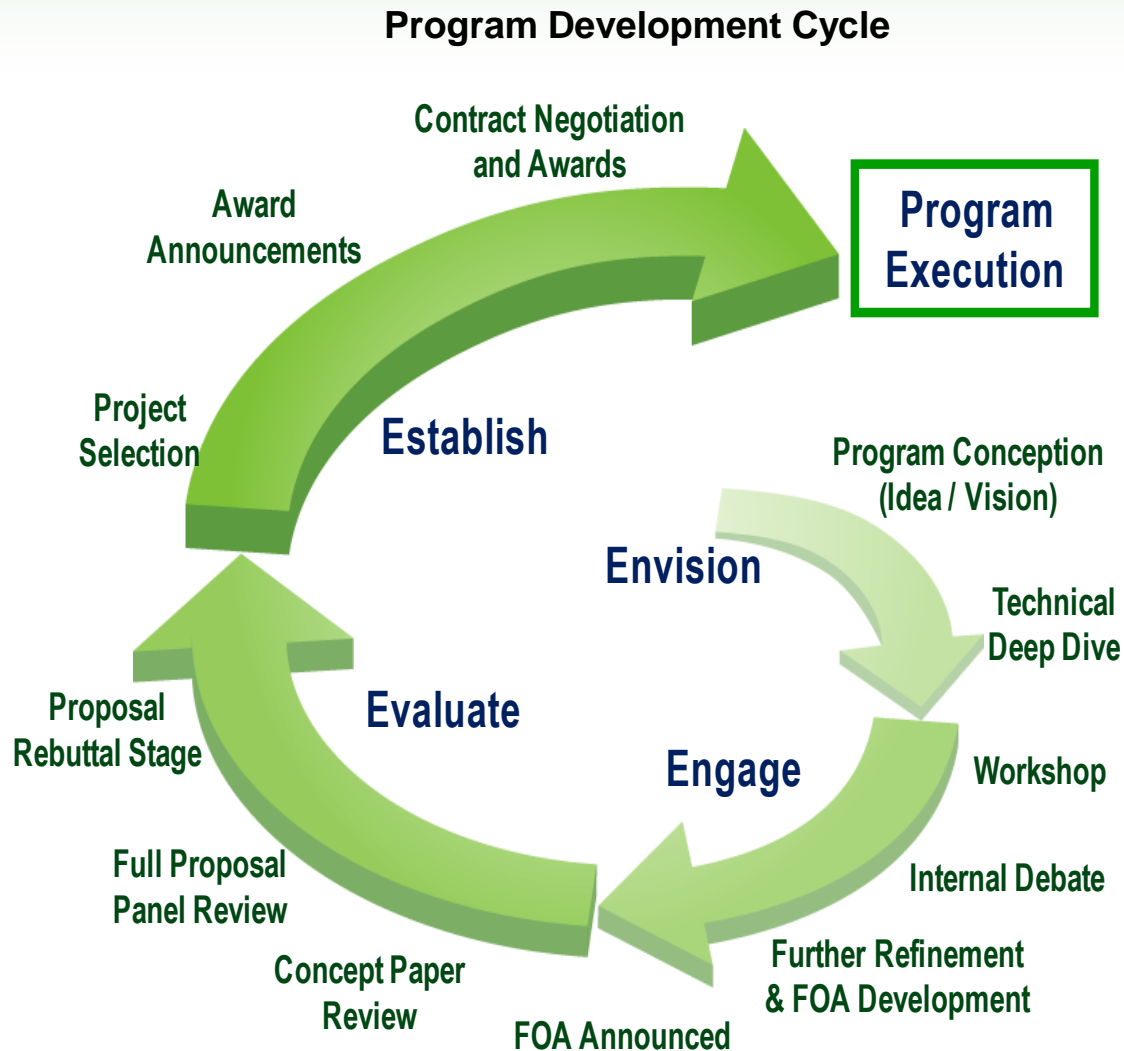 Program Development Cycle
Contract Negotiation
and Awards
Program
Execution
Award
Announcements
Project
Selection
Establish
Program Conception
(Idea / Vision)
Envision
Technical
Deep Dive
Proposal
Rebuttal Stage
Evaluate
Engage
Workshop
Full Proposal
Panel Review
Internal Debate
Concept Paper
Review
Further Refinement
& FOA Development
FOA Announced